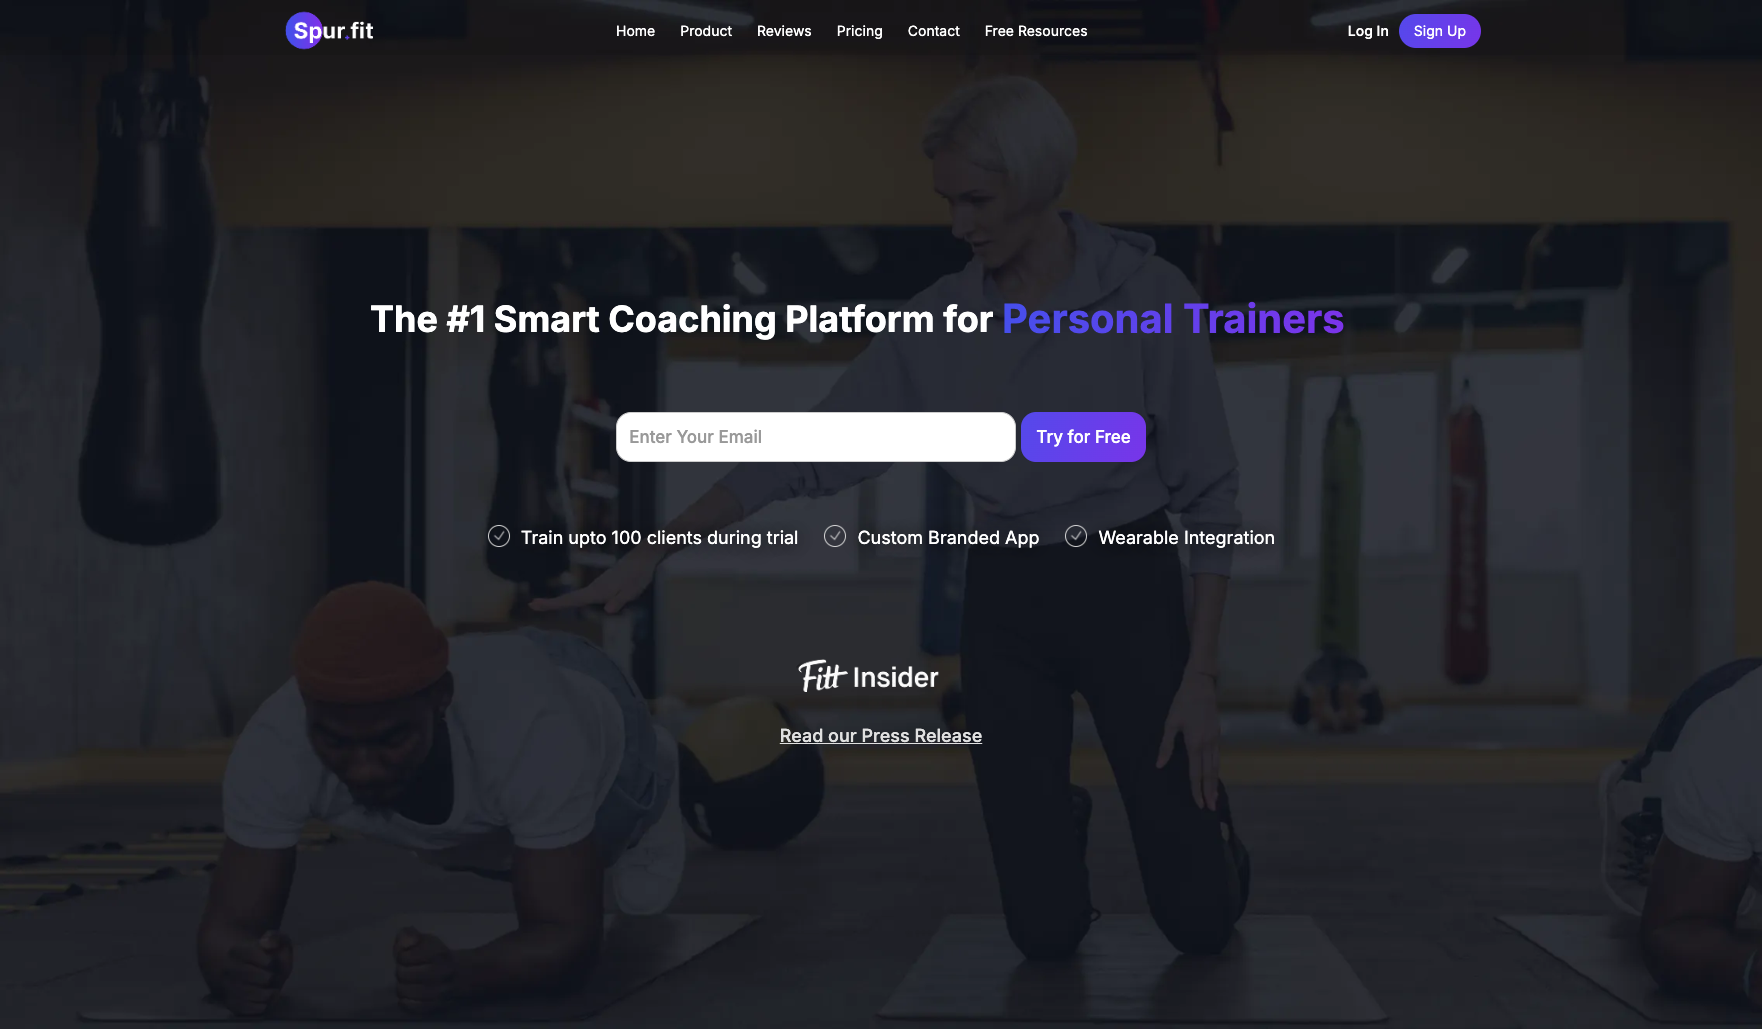 Spur.fit
Home Product Reviews Pricing Contact Free Resources
Log In Sign Up
The #1 Smart Coaching Platform for Personal Trainers
Enter Your Email Try for Free
Train upto 100 clients during trial Custom Branded App Wearable Integration
Fitt Insider
Read our Press Release